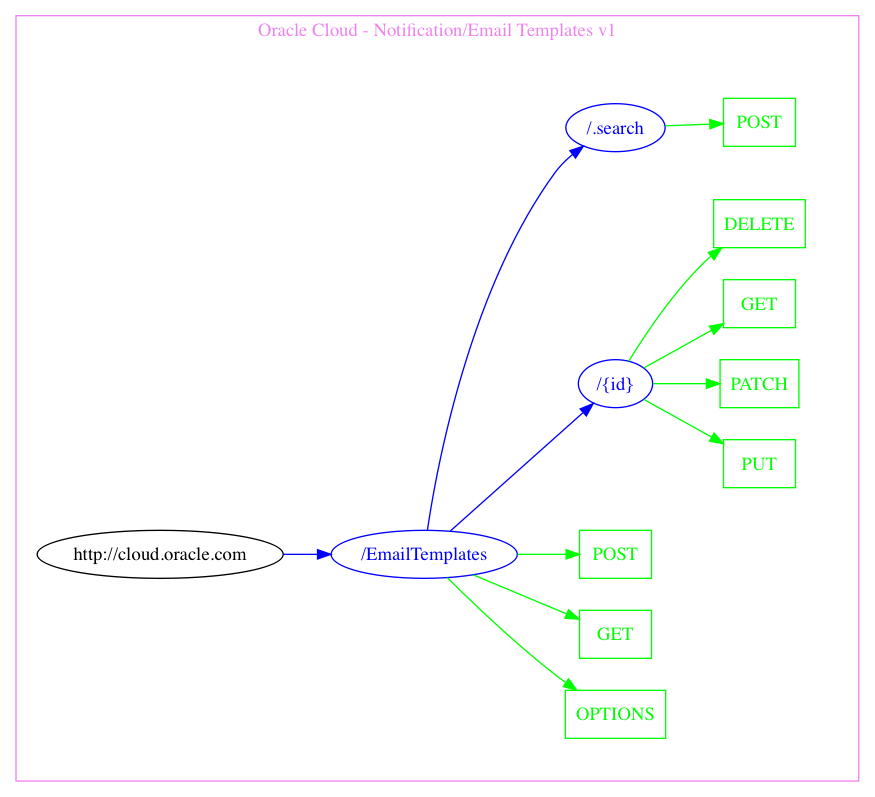 Oracle Cloud - Notification/Email Templates v1
/.search
POST
DELETE
GET
/{id}
PATCH
PUT
http://cloud.oracle.com
/EmailTemplates
POST
GET
OPTIONS